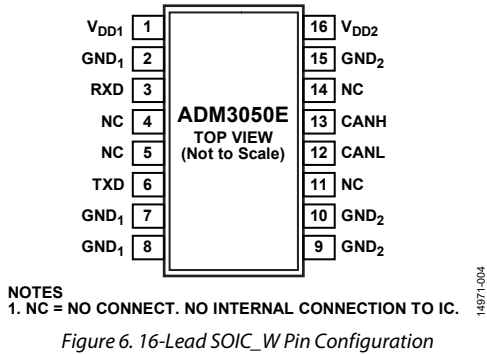 VDD1 1 16 VDD2
GND1 2 15 GND2
RXD 3 14 NC
NC 4 ADM3050E 13 CANH
TOP VIEW
(Not to Scale)
NC 5 12 CANL
TXD 6 11 NC
GND1 7 10 GND2
GND1 8 9 GND2
NOTES
1. NC = NO CONNECT. NO INTERNAL CONNECTION TO IC.
14971-004
Figure 6. 16-Lead SOIC_W Pin Configuration